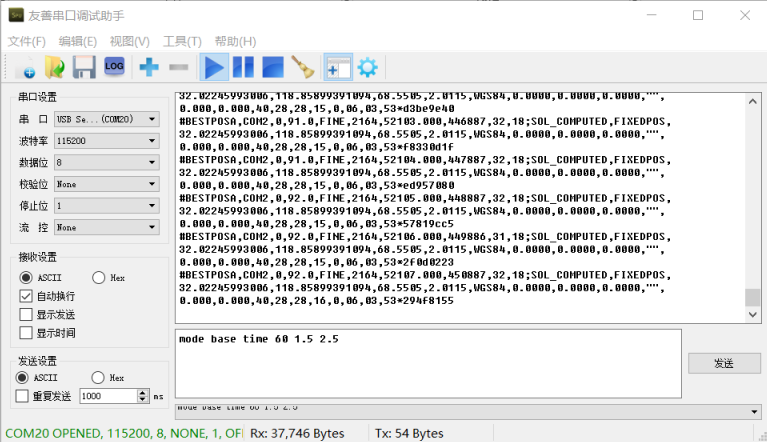 友善串口调试助手
文件(F) 编辑(E) 视图(V) 工具(T) 帮助(H)
LOG
串口设置
串 口 USB Se...(COM20)
波特率 115200
数据位 8
校验位 None
停止位 1
流 控 None
接收设置
ASCII Hex
自动换行
显示发送
显示时间
发送设置
ASCII Hex
重复发送 1000 ms
32.02245993006,118.85899391094,68.5505,2.0115,WGS84,0.0000,0.0000,0.0000,"",
0.000,0.000,40,28,28,15,0,06,03,53*d3be9e40
#BESTPOSA,COM2,0,91.0,FINE,2164,52103.000,446887,32,18;SOL_COMPUTED,FIXEDPOS,
32.02245993006,118.85899391094,68.5505,2.0115,WGS84,0.0000,0.0000,0.0000,"",
0.000,0.000,40,28,28,15,0,06,03,53*f8330d1f
#BESTPOSA,COM2,0,91.0,FINE,2164,52104.000,447887,32,18;SOL_COMPUTED,FIXEDPOS,
32.02245993006,118.85899391094,68.5505,2.0115,WGS84,0.0000,0.0000,0.0000,"",
0.000,0.000,40,28,28,15,0,06,03,53*ed957080
#BESTPOSA,COM2,0,92.0,FINE,2164,52105.000,448887,32,18;SOL_COMPUTED,FIXEDPOS,
32.02245993006,118.85899391094,68.5505,2.0115,WGS84,0.0000,0.0000,0.0000,"",
0.000,0.000,40,28,28,15,0,06,03,53*57819cc5
#BESTPOSA,COM2,0,92.0,FINE,2164,52106.000,449886,31,18;SOL_COMPUTED,FIXEDPOS,
32.02245993006,118.85899391094,68.5505,2.0115,WGS84,0.0000,0.0000,0.0000,"",
0.000,0.000,40,28,28,15,0,06,03,53*2f0d0223
#BESTPOSA,COM2,0,92.0,FINE,2164,52107.000,450887,32,18;SOL_COMPUTED,FIXEDPOS,
32.02245993006,118.85899391094,68.5505,2.0115,WGS84,0.0000,0.0000,0.0000,"",
0.000,0.000,40,28,28,16,0,06,03,53*294f8155
mode base time 60 1.5 2.5
发送
mode base time 60 1.5 2.5
COM20 OPENED, 115200, 8, NONE, 1, OF Rx: 37,746 Bytes Tx: 54 Bytes